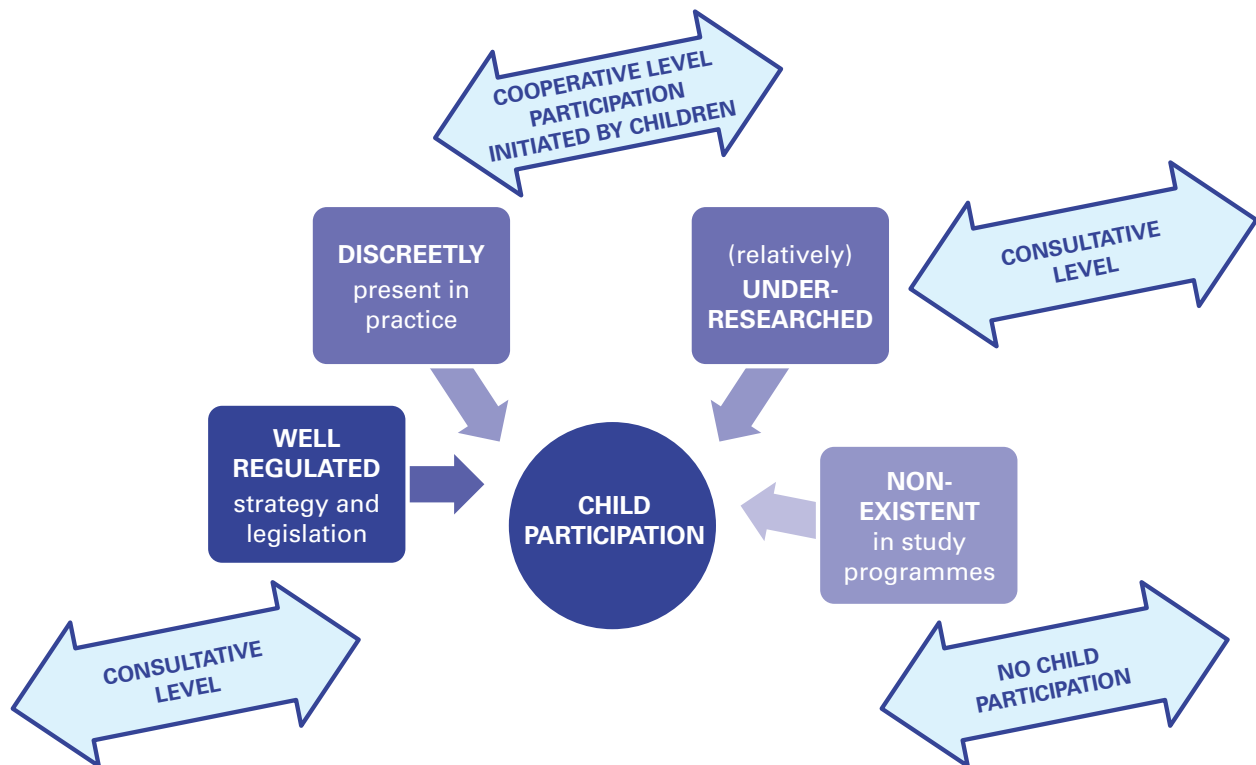 COOPERATIVE LEVEL
PARTICIPATION
INITIATED BY CHILDREN
DISCREETLY
present in
practice
(relatively)
UNDER-
RESEARCHED
CONSULTATIVE
LEVEL
WELL
REGULATED
strategy and
legislation
CHILD
PARTICIPATION
NON-
EXISTENT
in study
programmes
CONSULTATIVE
LEVEL
NO CHILD
PARTICIPATION